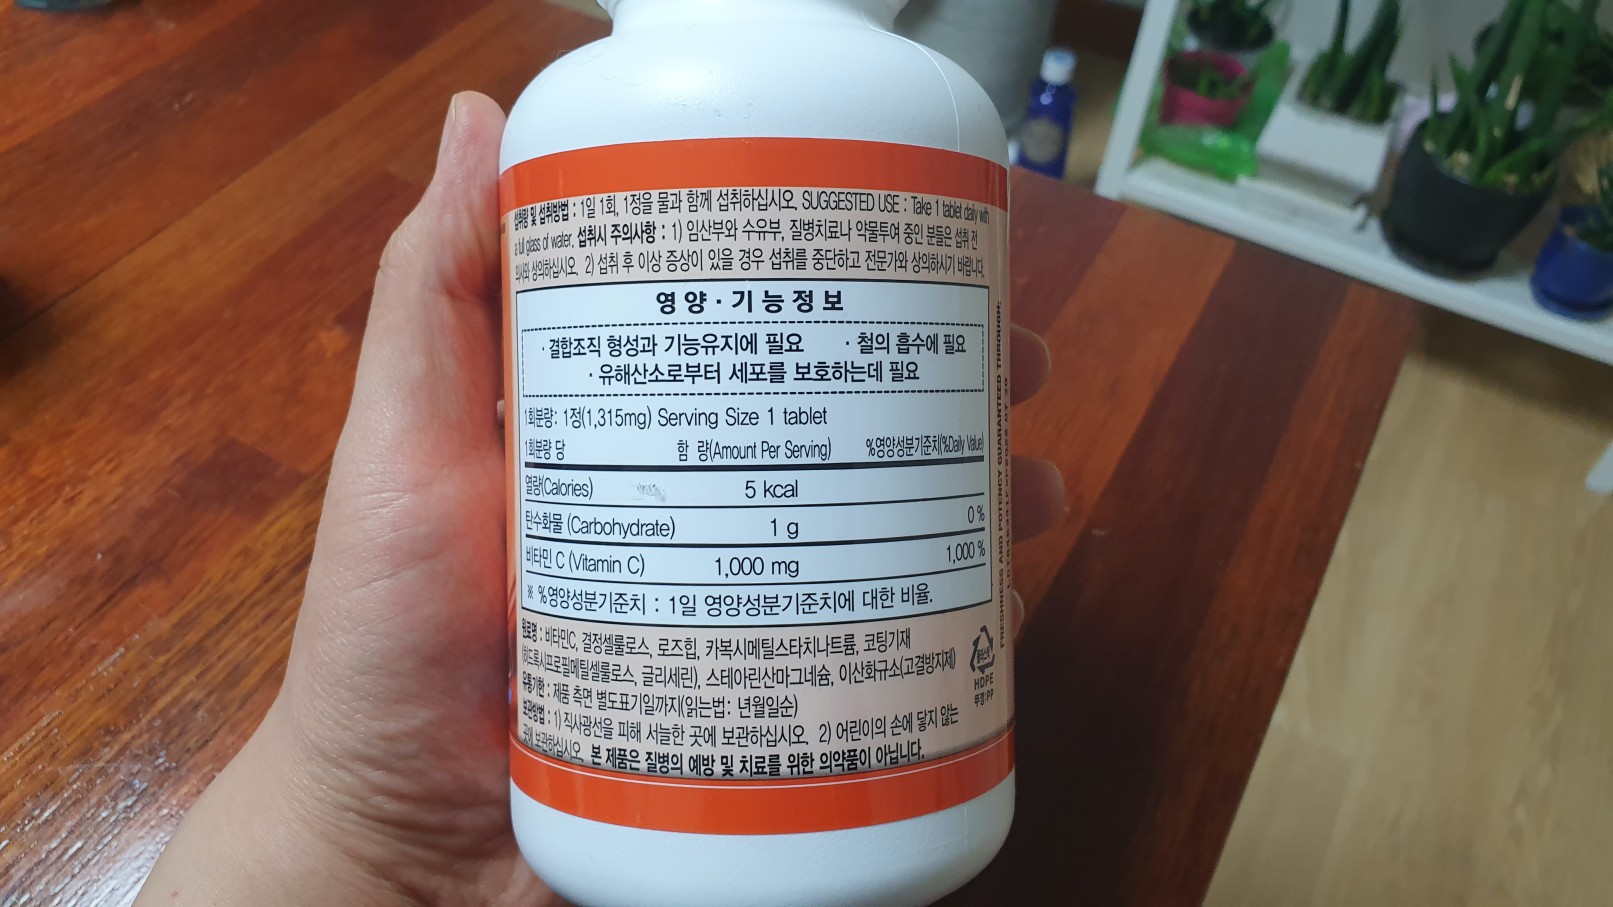 섭취량 및 섭취방법 : 1일 1회, 1정을 물과 함께 섭취하십시오. SUGGESTED USE : Take 1 tablet daily with
a full glass of water. 섭취시 주의사항 : 1) 임산부와 수유부, 질병치료나 약물투여 중인 분들은 섭취 전
의사와 상의하십시오. 2) 섭취 후 이상 증상이 있을 경우 섭취를 중단하고 전문가와 상의하시기 바랍니다.
영양·기능정보
· 결합조직 형성과 기능유지에 필요 · 철의 흡수에 필요
· 유해산소로부터 세포를 보호하는데 필요
1회분량: 1정(1,315mg) Serving Size 1 tablet
1회분량 당 함 량(Amount Per Serving) %영양성분기준치(%Daily Value)
열량(Calories) 5 kcal
탄수화물 (Carbohydrate) 1 g 0 %
비타민 C (Vitamin C) 1,000 mg 1,000 %
※ %영양성분기준치 : 1일 영양성분기준치에 대한 비율.
원료명 : 비타민C, 결정셀룰로스, 로즈힙, 카복시메틸스타치나트륨, 코팅기재
(히드록시프로필메틸셀룰로스, 글리세린), 스테아린산마그네슘, 이산화규소(고결방지제)
유통기한 : 제품 측면 별도표기일까지(읽는법: 년월일순)
보관방법 : 1) 직사광선을 피해 서늘한 곳에 보관하십시오. 2) 어린이의 손에 닿지 않는
곳에 보관하십시오. 본 제품은 질병의 예방 및 치료를 위한 의약품이 아닙니다.
HDPE
뚜껑:PP
FRESHNESS AND POTENCY GUARANTEED THROUGH: